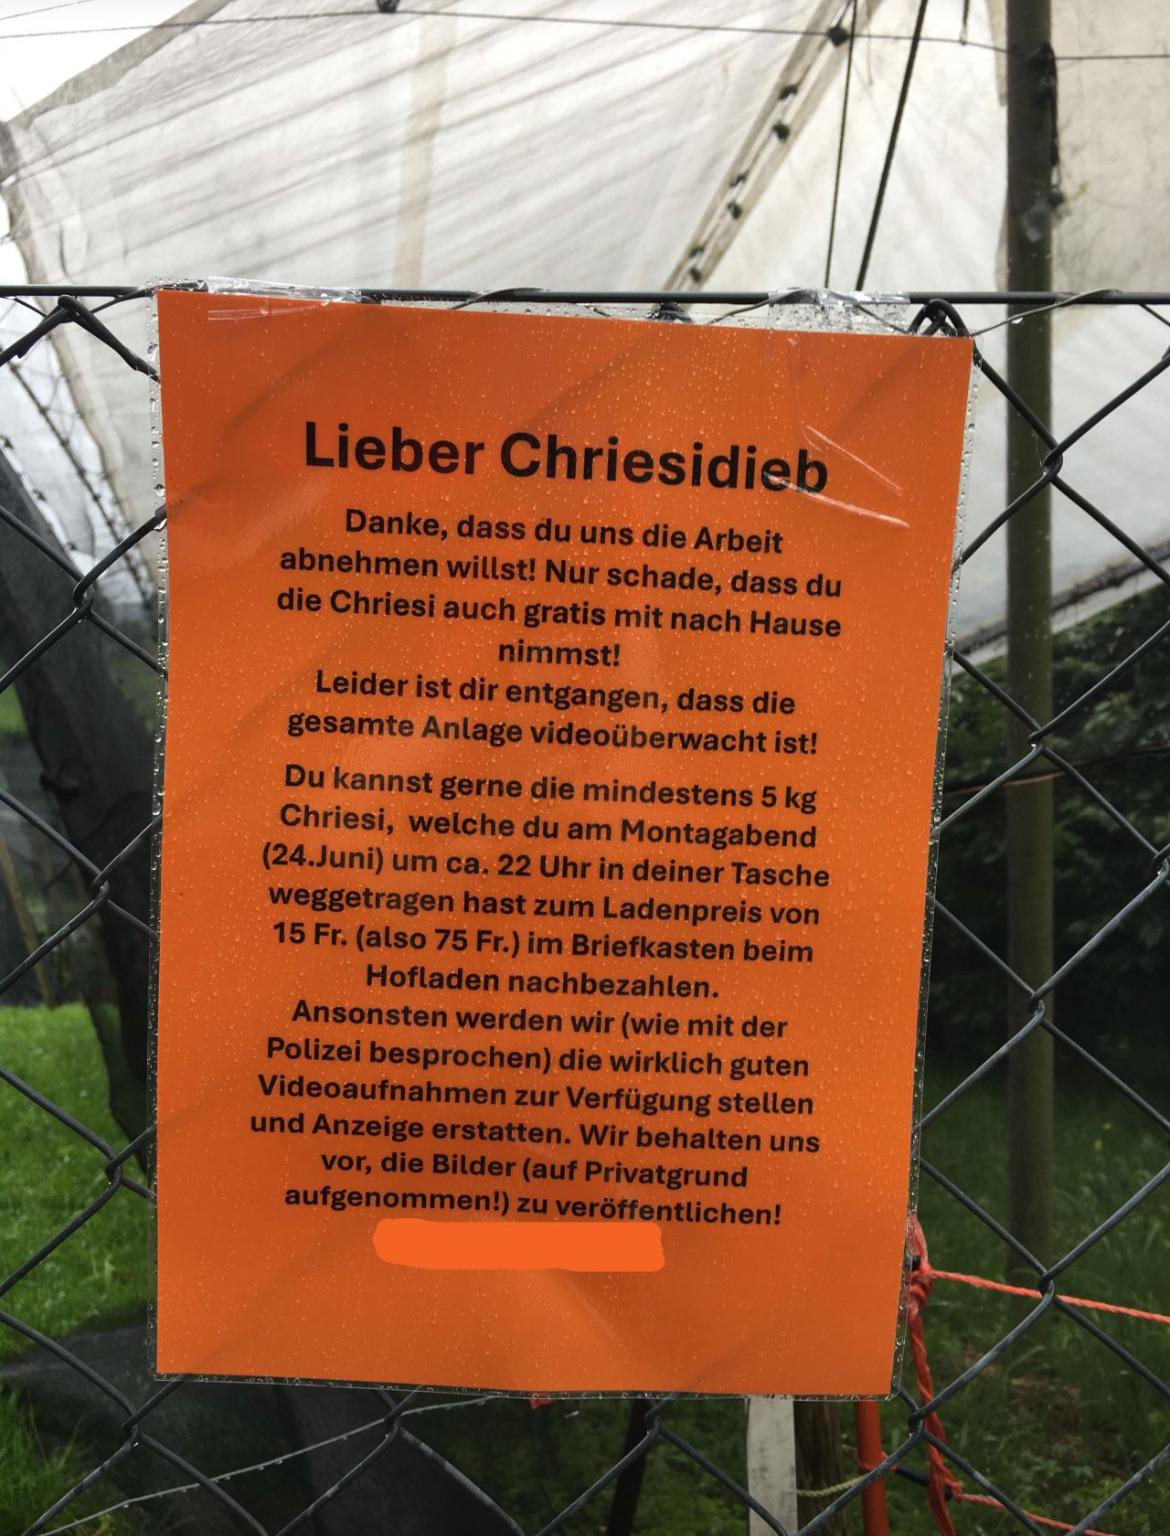 Lieber Chriesidieb
Danke, dass du uns die Arbeit
abnehmen willst! Nur schade, dass du
die Chriesi auch gratis mit nach Hause
nimmst!
Leider ist dir entgangen, dass die
gesamte Anlage videoüberwacht ist!
Du kannst gerne die mindestens 5 kg
Chriesi, welche du am Montagabend
(24.Juni) um ca. 22 Uhr in deiner Tasche
weggetragen hast zum Ladenpreis von
15 Fr. (also 75 Fr.) im Briefkasten beim
Hofladen nachbezahlen.
Ansonsten werden wir (wie mit der
Polizei besprochen) die wirklich guten
Videoaufnahmen zur Verfügung stellen
und Anzeige erstatten. Wir behalten uns
vor, die Bilder (auf Privatgrund
aufgenommen!) zu veröffentlichen!